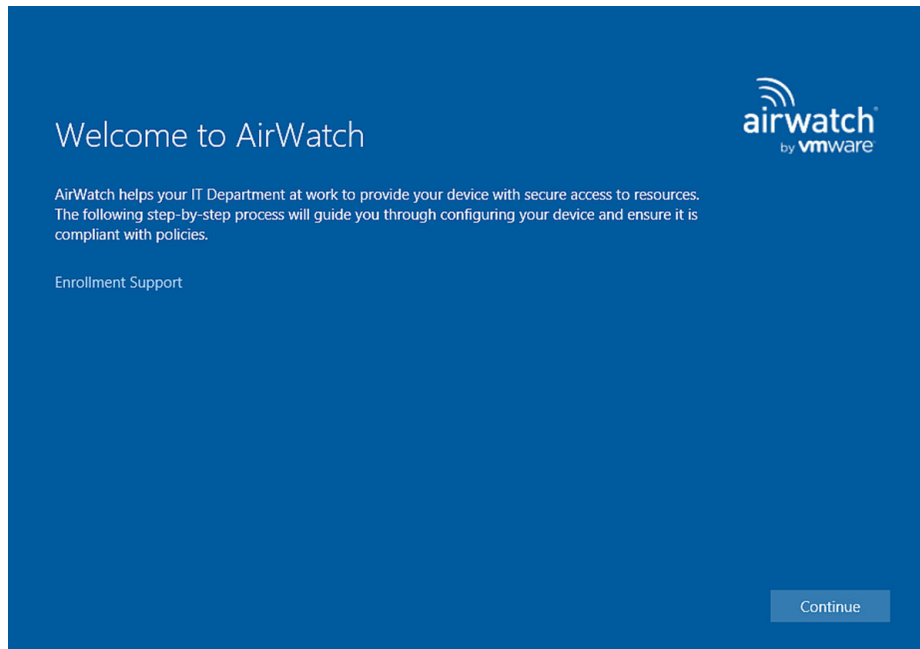 Welcome to AirWatch
airwatch®
by vmware®
AirWatch helps your IT Department at work to provide your device with secure access to resources.
The following step-by-step process will guide you through configuring your device and ensure it is
compliant with policies.
Enrollment Support
Continue